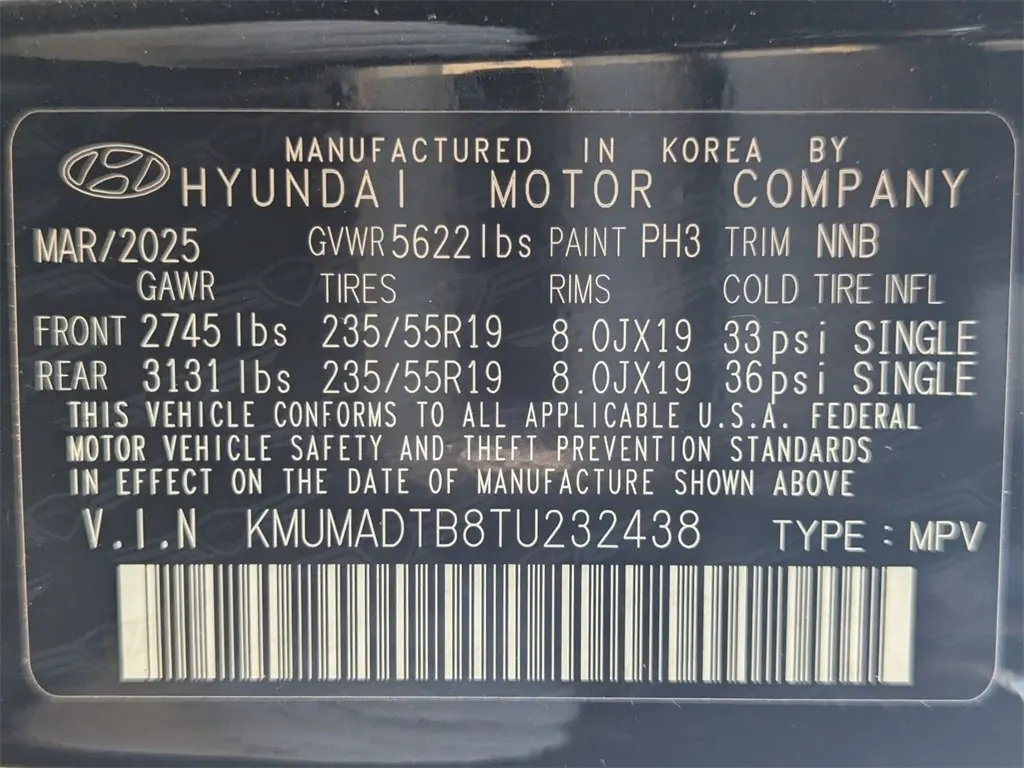 MANUFACTURED IN KOREA BY
HYUNDAI MOTOR COMPANY
MAR/2025 GVWR 5622 lbs PAINT PH3 TRIM NNB
GAWR TIRES RIMS COLD TIRE INFL
FRONT 2745 lbs 235/55R19 8.0JX19 33 psi SINGLE
REAR 3131 lbs 235/55R19 8.0JX19 36 psi SINGLE
THIS VEHICLE CONFORMS TO ALL APPLICABLE U.S.A. FEDERAL
MOTOR VEHICLE SAFETY AND THEFT PREVENTION STANDARDS
IN EFFECT ON THE DATE OF MANUFACTURE SHOWN ABOVE
V.I.N KMUMADTB8TU232438 TYPE : MPV